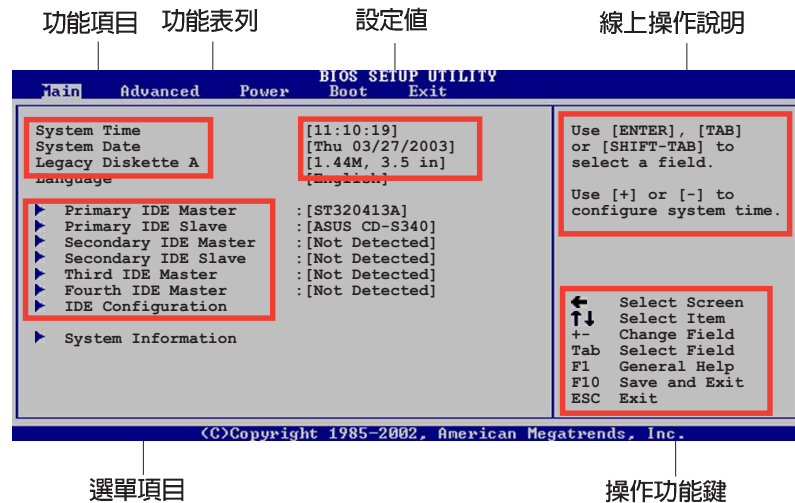 功能項目 功能表列 設定值 線上操作說明
BIOS SETUP UTILITY
Main Advanced Power Boot Exit
System Time [11:10:19]
System Date [Thu 03/27/2003]
Legacy Diskette A [1.44M, 3.5 in]
Language [English]
Primary IDE Master :[ST320413A]
Primary IDE Slave :[ASUS CD-S340]
Secondary IDE Master :[Not Detected]
Secondary IDE Slave :[Not Detected]
Third IDE Master :[Not Detected]
Fourth IDE Master :[Not Detected]
IDE Configuration
System Information
Use [ENTER], [TAB]
or [SHIFT-TAB] to
select a field.
Use [+] or [-] to
configure system time.
← Select Screen
↑↓ Select Item
+- Change Field
Tab Select Field
F1 General Help
F10 Save and Exit
ESC Exit
(C)Copyright 1985-2002, American Megatrends, Inc.
選單項目 操作功能鍵